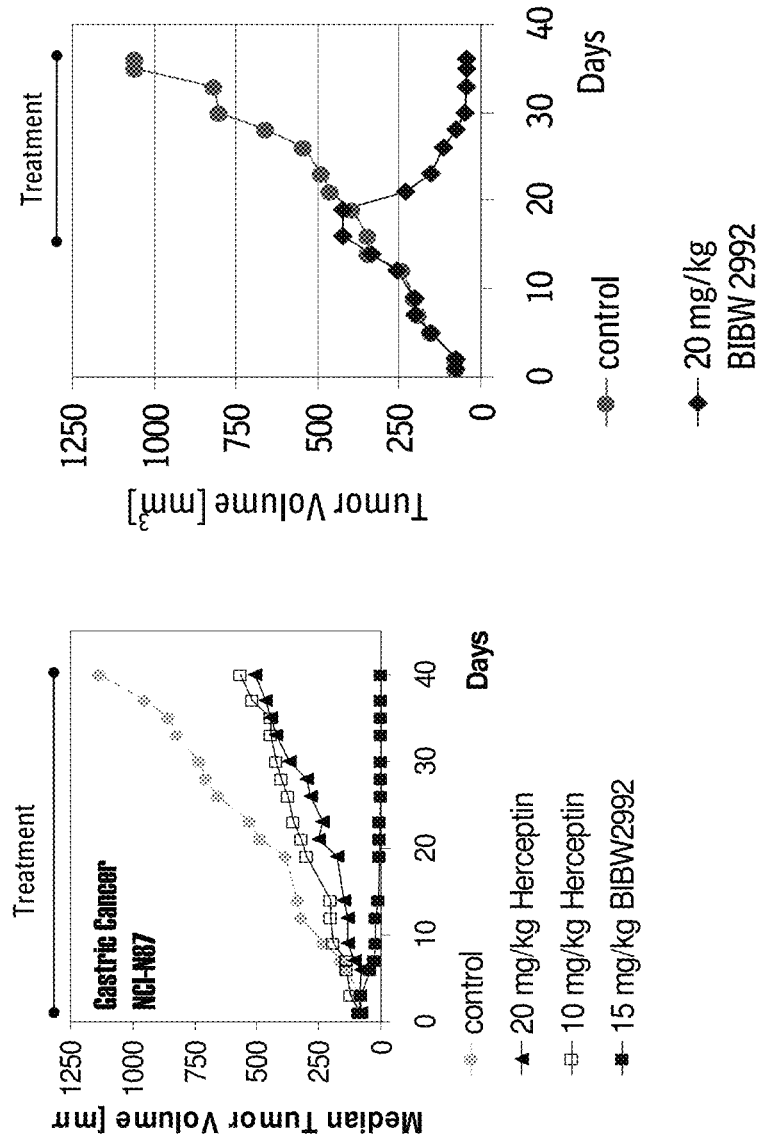 Treatment
Gastric Cancer
NCI-N87
1250
1000
750
500
250
0
Median Tumor Volume [mm
0
10
20
30
40
Days
control
20 mg/kg Herceptin
10 mg/kg Herceptin
15 mg/kg BIBW2992
Treatment
1250
1000
750
500
250
0
Tumor Volume [mm³]
0
10
20
30
40
Days
control
20 mg/kg
BIBW 2992